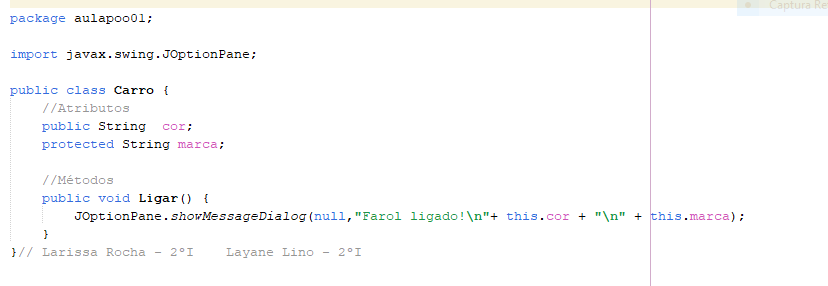 Captura Re
package aulapoo01;
import javax.swing.JOptionPane;
public class Carro {
//Atributos
public String  cor;
protected String marca;
//Métodos
public void Ligar() {
JOptionPane.showMessageDialog(null,"Farol ligado!\n"+ this.cor + "\n" + this.marca);
}
}// Larissa Rocha - 2°I    Layane Lino - 2°I